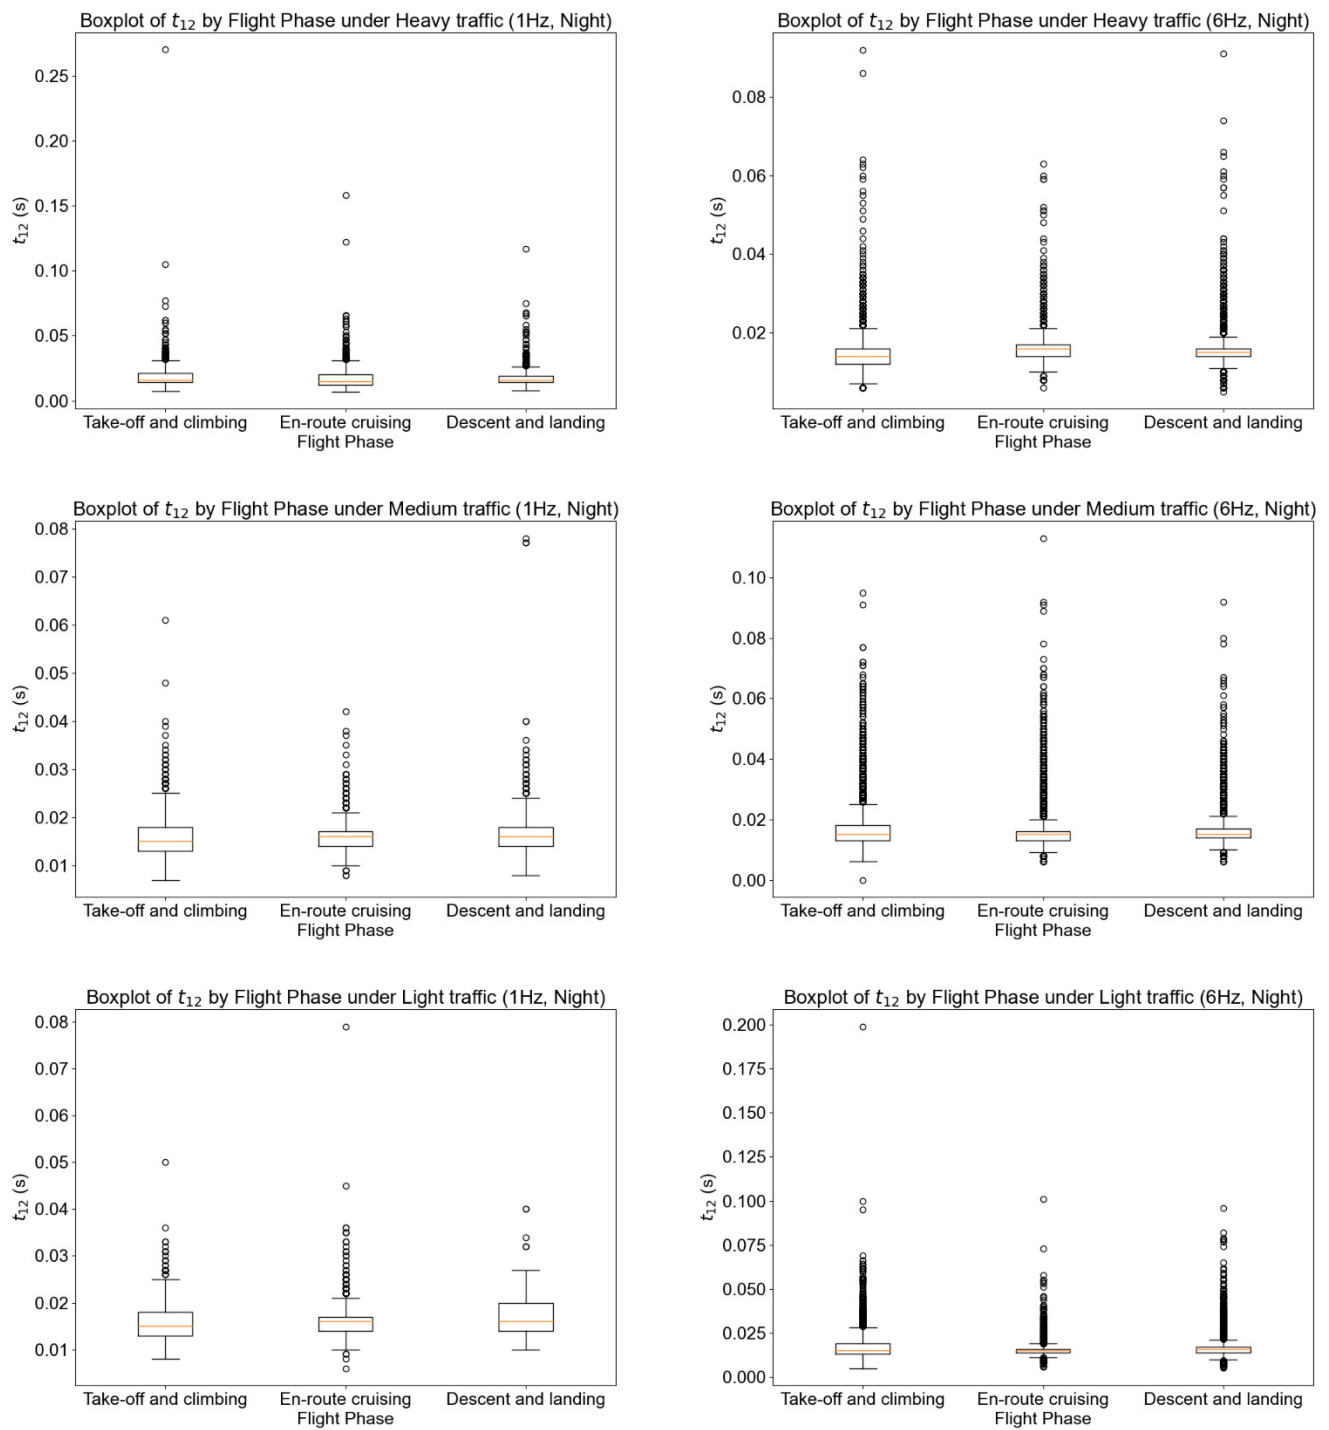 Boxplot of t12 by Flight Phase under Heavy traffic (1Hz, Night)
0.25
0.20
0.15
0.10
0.05
0.00
t12 (s)
Take-off and climbing En-route cruising Descent and landing
Flight Phase
Boxplot of t12 by Flight Phase under Heavy traffic (6Hz, Night)
0.08
0.06
0.04
0.02
t12 (s)
Take-off and climbing En-route cruising Descent and landing
Flight Phase
Boxplot of t12 by Flight Phase under Medium traffic (1Hz, Night)
0.08
0.07
0.06
0.05
0.04
0.03
0.02
0.01
t12 (s)
Take-off and climbing En-route cruising Descent and landing
Flight Phase
Boxplot of t12 by Flight Phase under Medium traffic (6Hz, Night)
0.10
0.08
0.06
0.04
0.02
0.00
t12 (s)
Take-off and climbing En-route cruising Descent and landing
Flight Phase
Boxplot of t12 by Flight Phase under Light traffic (1Hz, Night)
0.08
0.07
0.06
0.05
0.04
0.03
0.02
0.01
t12 (s)
Take-off and climbing En-route cruising Descent and landing
Flight Phase
Boxplot of t12 by Flight Phase under Light traffic (6Hz, Night)
0.200
0.175
0.150
0.125
0.100
0.075
0.050
0.025
0.000
t12 (s)
Take-off and climbing En-route cruising Descent and landing
Flight Phase